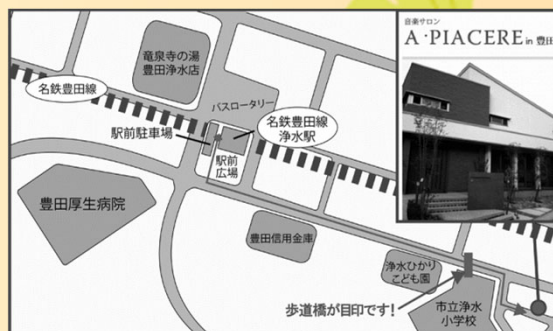 音楽サロン
A･PIACERE in 豊田
竜泉寺の湯
豊田浄水店
名鉄豊田線
バスロータリー
駅前駐車場
名鉄豊田線
浄水駅
駅前
広場
豊田厚生病院
豊田信用金庫
浄水ひかり
こども園
歩道橋が目印です!
市立浄水
小学校